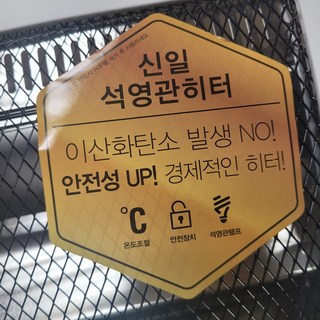 신일
석영관히터
이산화탄소 발생 NO!
안전성 UP! 경제적인 히터!
°C
온도조절 안전장치 석영관램프